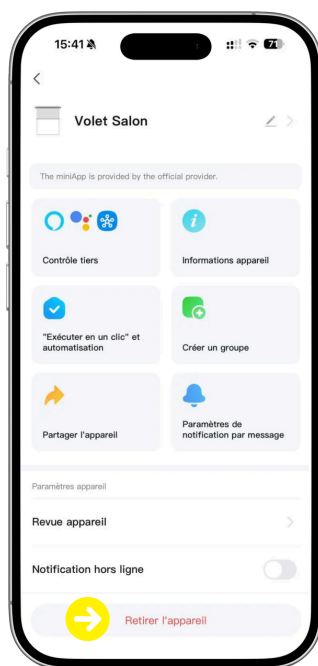 15:41
71
Volet Salon
The miniApp is provided by the official provider.
Contrôle tiers
Informations appareil
"Exécuter en un clic" et
automatisation
Créer un groupe
Partager l'appareil
Paramètres de
notification par message
Paramètres appareil
Revue appareil
Notification hors ligne
Retirer l'appareil